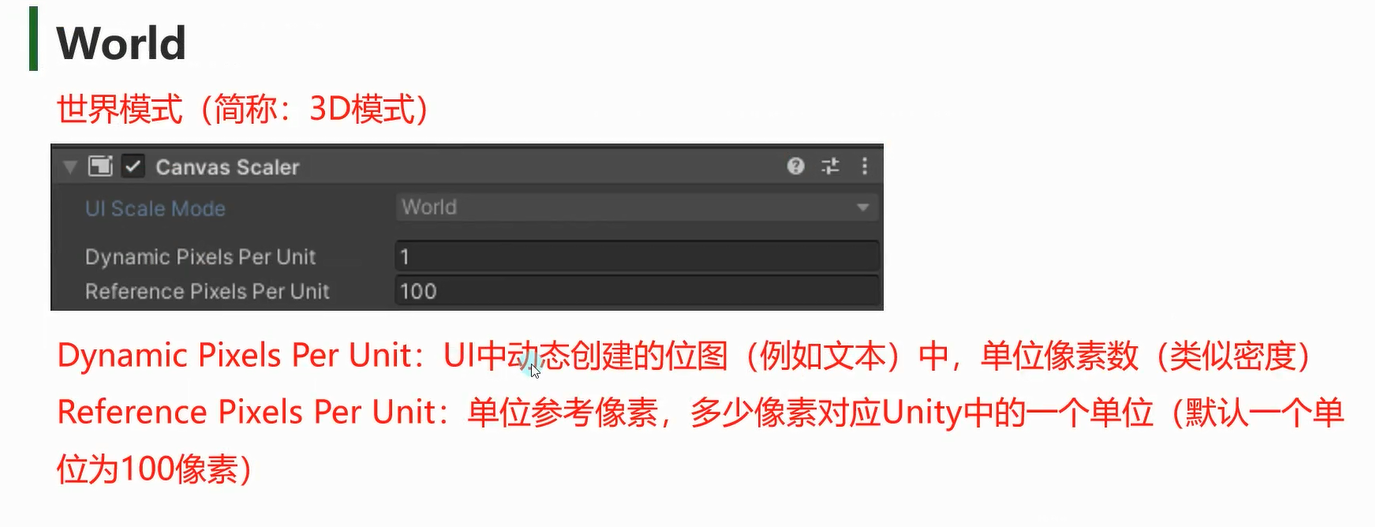 World
世界模式（简称：3D模式）
Canvas Scaler
UI Scale Mode World
Dynamic Pixels Per Unit 1
Reference Pixels Per Unit 100
Dynamic Pixels Per Unit：UI中动态创建的位图（例如文本）中，单位像素数（类似密度）
Reference Pixels Per Unit：单位参考像素，多少像素对应Unity中的一个单位（默认一个单
位为100像素）